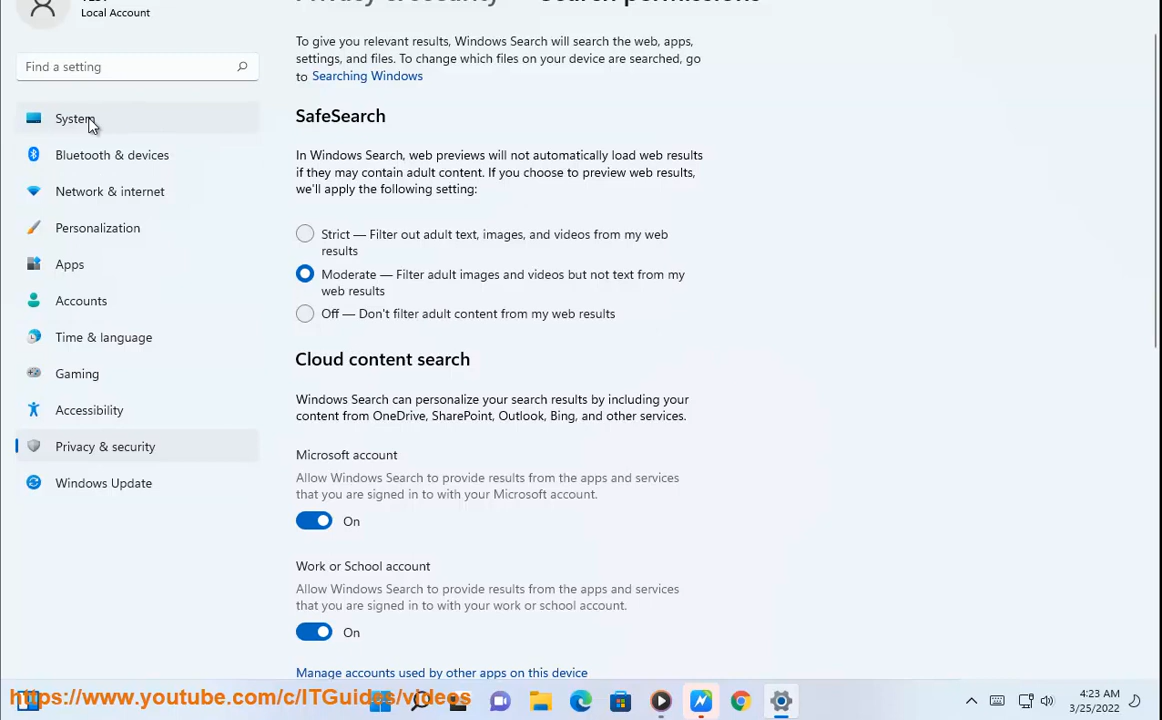 Local Account
Privacy & security
Search permissions
Find a setting
System
Bluetooth & devices
Network & internet
Personalization
Apps
Accounts
Time & language
Gaming
Accessibility
Privacy & security
Windows Update
To give you relevant results, Windows Search will search the web, apps,
settings, and files. To change which files on your device are searched, go
to Searching Windows
SafeSearch
In Windows Search, web previews will not automatically load web results
if they may contain adult content. If you choose to preview web results,
we'll apply the following setting:
Strict — Filter out adult text, images, and videos from my web
results
Moderate — Filter adult images and videos but not text from my
web results
Off — Don't filter adult content from my web results
Cloud content search
Windows Search can personalize your search results by including your
content from OneDrive, SharePoint, Outlook, Bing, and other services.
Microsoft account
Allow Windows Search to provide results from the apps and services
that you are signed in to with your Microsoft account.
On
Work or School account
Allow Windows Search to provide results from the apps and services
that you are signed in to with your work or school account.
On
Manage accounts used by other apps on this device
https://www.youtube.com/c/ITGuides/videos
4:23 AM
3/25/2022